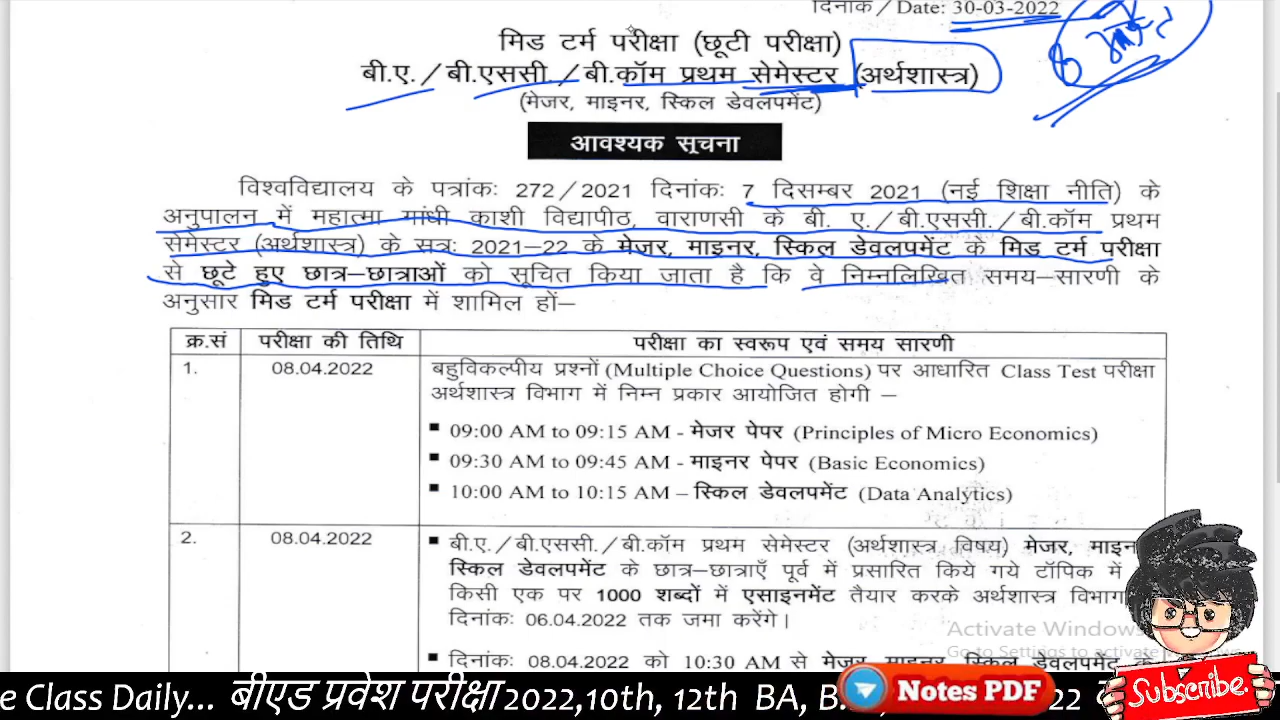 दिनांक / Date: 30-03-2022
मिड टर्म परीक्षा (छूटी परीक्षा)
बी.ए. / बी.एससी. / बी.कॉम प्रथम सेमेस्टर (अर्थशास्त्र)
(मेजर, माइनर, स्किल डेवलपमेंट)
आवश्यक सूचना
विश्वविद्यालय के पत्रांकः 272/2021 दिनांकः 7 दिसम्बर 2021 (नई शिक्षा नीति) के
अनुपालन में महात्मा गांधी काशी विद्यापीठ, वाराणसी के बी. ए./बी.एससी./बी.कॉम प्रथम
सेमेस्टर (अर्थशास्त्र) के सत्रः 2021–22 के मेजर, माइनर, स्किल डेवलपमेंट के मिड टर्म परीक्षा
से छूटे हुए छात्र–छात्राओं को सूचित किया जाता है कि वे निम्नलिखित समय–सारणी के
अनुसार मिड टर्म परीक्षा में शामिल हों–
क्र.सं परीक्षा की तिथि परीक्षा का स्वरूप एवं समय सारणी
1. 08.04.2022 बहुविकल्पीय प्रश्नों (Multiple Choice Questions) पर आधारित Class Test परीक्षा
अर्थशास्त्र विभाग में निम्न प्रकार आयोजित होगी –
09:00 AM to 09:15 AM - मेजर पेपर (Principles of Micro Economics)
09:30 AM to 09:45 AM - माइनर पेपर (Basic Economics)
10:00 AM to 10:15 AM – स्किल डेवलपमेंट (Data Analytics)
2. 08.04.2022 बी.ए./बी.एससी./बी.कॉम प्रथम सेमेस्टर (अर्थशास्त्र विषय) मेजर, माइन
स्किल डेवलपमेंट के छात्र–छात्राएँ पूर्व में प्रसारित किये गये टॉपिक में
किसी एक पर 1000 शब्दों में एसाइनमेंट तैयार करके अर्थशास्त्र विभाग
दिनांकः 06.04.2022 तक जमा करेंगे।
दिनांकः 08.04.2022 को 10:30 AM से मेजर, माइनर, स्किल डेवलपमेंट के
Activate Windows
Go to Settings to activate
e Class Daily... बीएड प्रवेश परीक्षा 2022,10th, 12th BA, B.
Notes PDF
22
Subscribe.